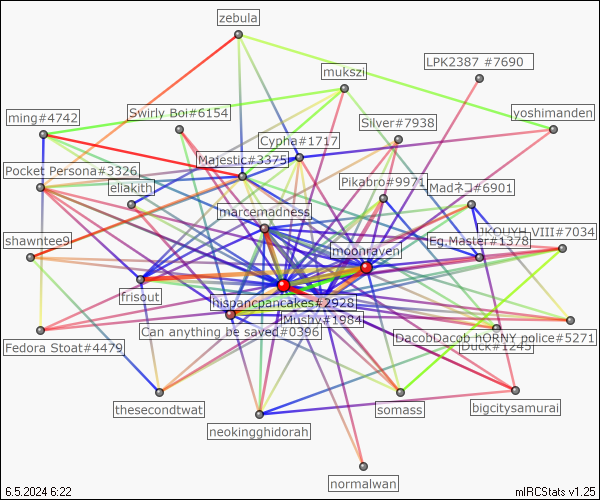 zebula
LPK2387 #7690
mukszi
ming#4742
Swirly Boi#6154
yoshimanden
Silver#7938
Cypha#1717
Majestic#3375
Pocket Persona#3326
eliakith
Pikabro#9971
Madネコ#6901
marcemadness
JKOUYH VIII#7034
shawntee9
Eg.Master#1378
moonraven
frisout
hispancpancakes#2928
Mushy#1984
Can anything be saved#0396
DacobDacob hORNY police#5271
Fedora Stoat#4479
Duck#1245
thesecondtwat
somass
bigcitysamurai
neokingghidorah
normalwan
6.5.2024 6:22
mIRCStats v1.25